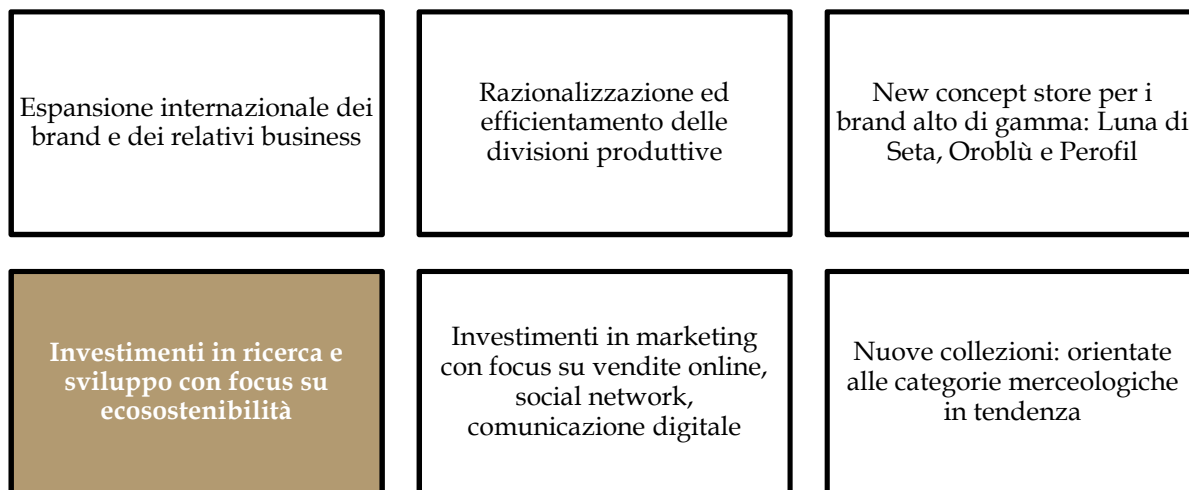 Espansione internazionale dei
brand e dei relativi business
Razionalizzazione ed
efficientamento delle
divisioni produttive
New concept store per i
brand alto di gamma: Luna di
Seta, Oroblù e Perofil
Investimenti in ricerca e
sviluppo con focus su
ecosostenibilità
Investimenti in marketing
con focus su vendite online,
social network,
comunicazione digitale
Nuove collezioni: orientate
alle categorie merceologiche
in tendenza